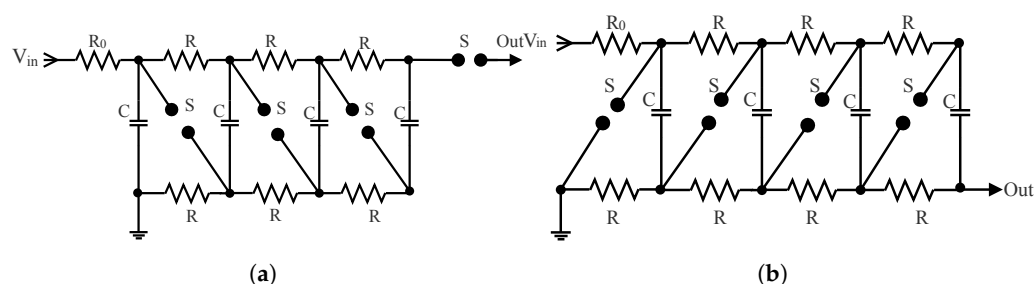 R₀ R R R S
V_in Out
S S S
C C C C
R R R
(a)
R₀ R R R
V_in
S S S S
C C C C
Out
R R R R
(b)